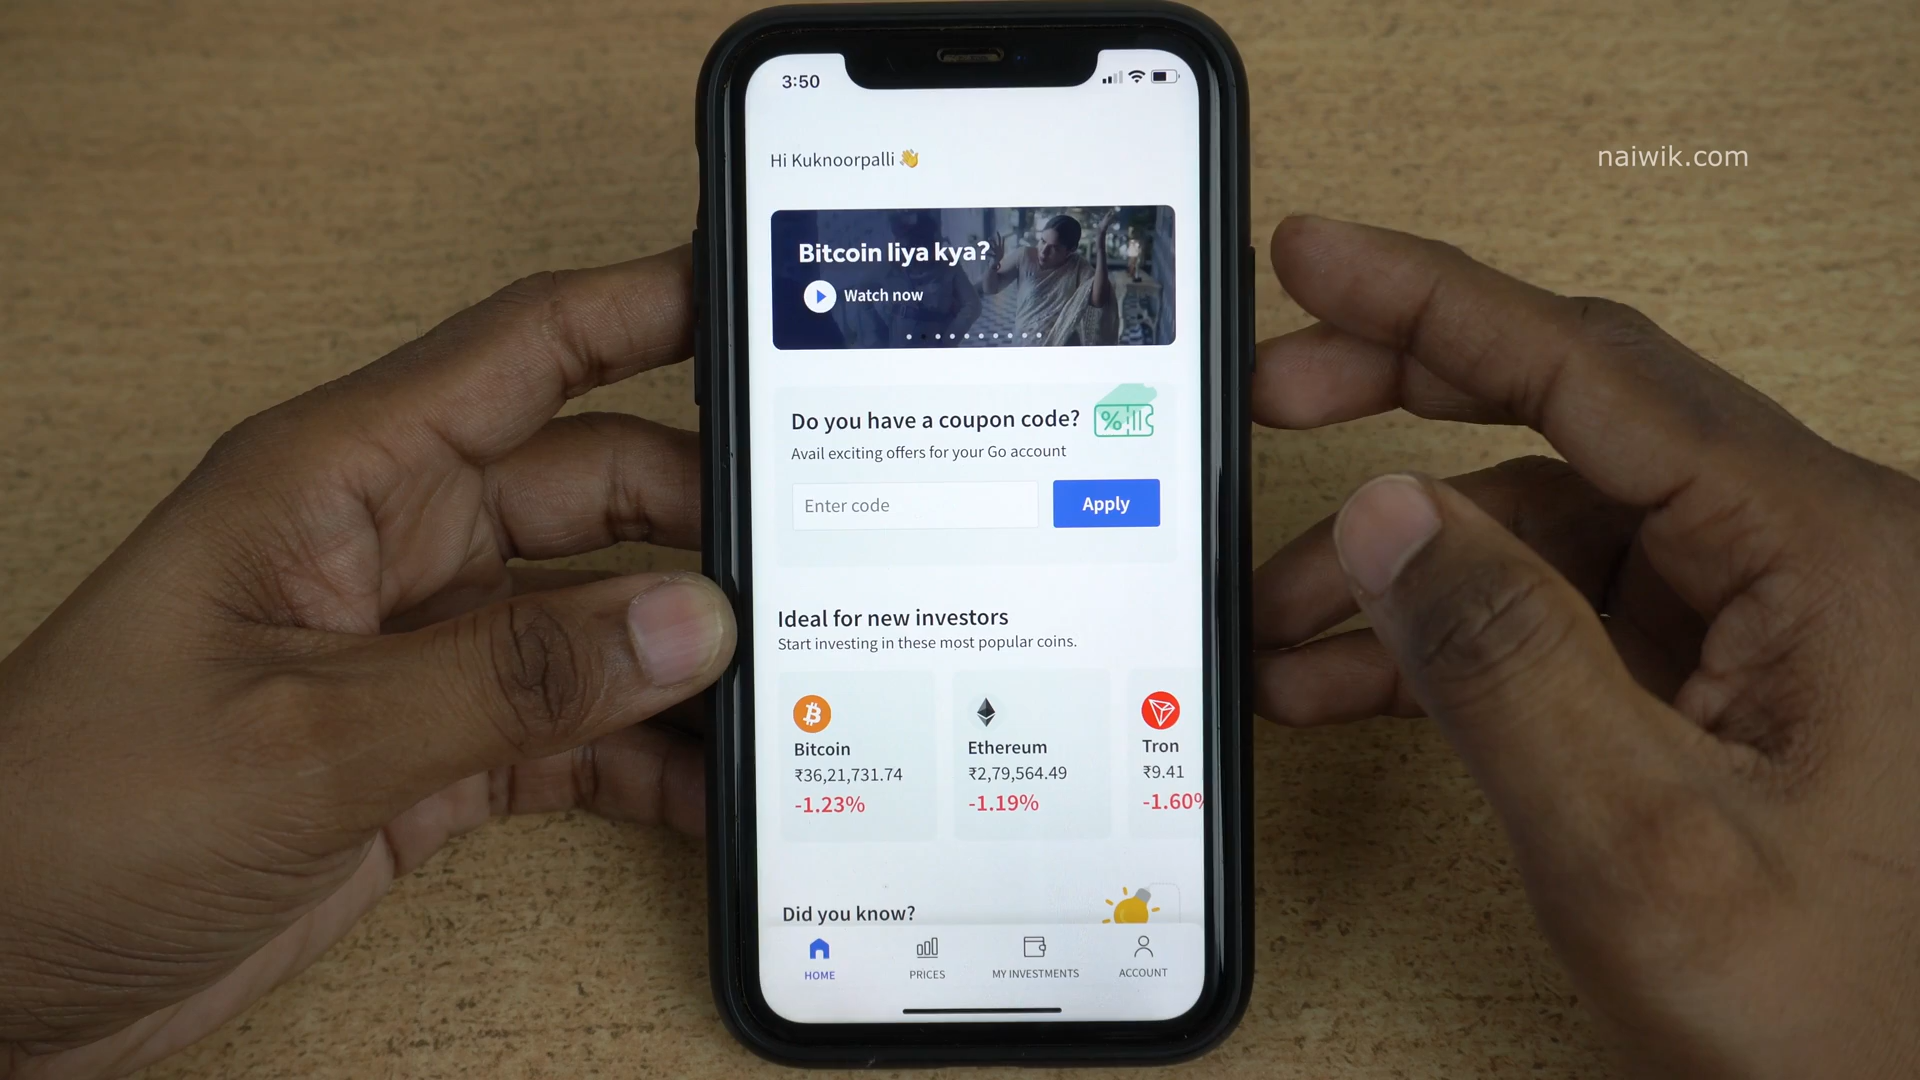 3:50
naiwik.com
Hi Kuknoorpalli 👋
Bitcoin liya kya?
Watch now
Do you have a coupon code?
Avail exciting offers for your Go account
Enter code
Apply
Ideal for new investors
Start investing in these most popular coins.
Bitcoin
₹36,21,731.74
-1.23%
Ethereum
₹2,79,564.49
-1.19%
Tron
₹9.41
-1.60%
Did you know?
HOME
PRICES
MY INVESTMENTS
ACCOUNT